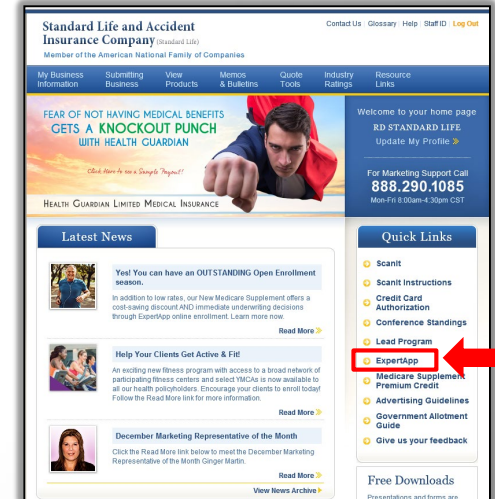 Standard Life and Accident
Insurance Company (Standard Life)
Member of the American National Family of Companies
Contact Us | Glossary | Help | Staff ID | Log Out
My Business Information
Submitting Business
View Products
Memos & Bulletins
Quote Tools
Industry Ratings
Resource Links
FEAR OF NOT HAVING MEDICAL BENEFITS
GETS A KNOCKOUT PUNCH
WITH HEALTH GUARDIAN
Click Here to see a Sample Payout!
HEALTH GUARDIAN LIMITED MEDICAL INSURANCE
Welcome to your home page
RD STANDARD LIFE
Update My Profile »
For Marketing Support Call
888.290.1085
Mon-Fri 8:00am-4:30pm CST
Latest News
Yes! You can have an OUTSTANDING Open Enrollment
season.
In addition to low rates, our New Medicare Supplement offers a
cost-saving discount AND immediate underwriting decisions
through ExpertApp online enrollment. Learn more now.
Read More »
Help Your Clients Get Active & Fit!
An exciting new fitness program with access to a broad network of
participating fitness centers and select YMCAs is now available to
all our health policyholders. Encourage your clients to enroll today!
Follow the Read More link for more information.
Read More »
December Marketing Representative of the Month
Click the Read More link below to meet the December Marketing
Representative of the Month Ginger Martin.
Read More »
View News Archive
Quick Links
ScanIt
ScanIt Instructions
Credit Card
Authorization
Conference Standings
Lead Program
ExpertApp
Medicare Supplement
Premium Credit
Advertising Guidelines
Government Allotment
Guide
Give us your feedback
Free Downloads
Presentations and forms are